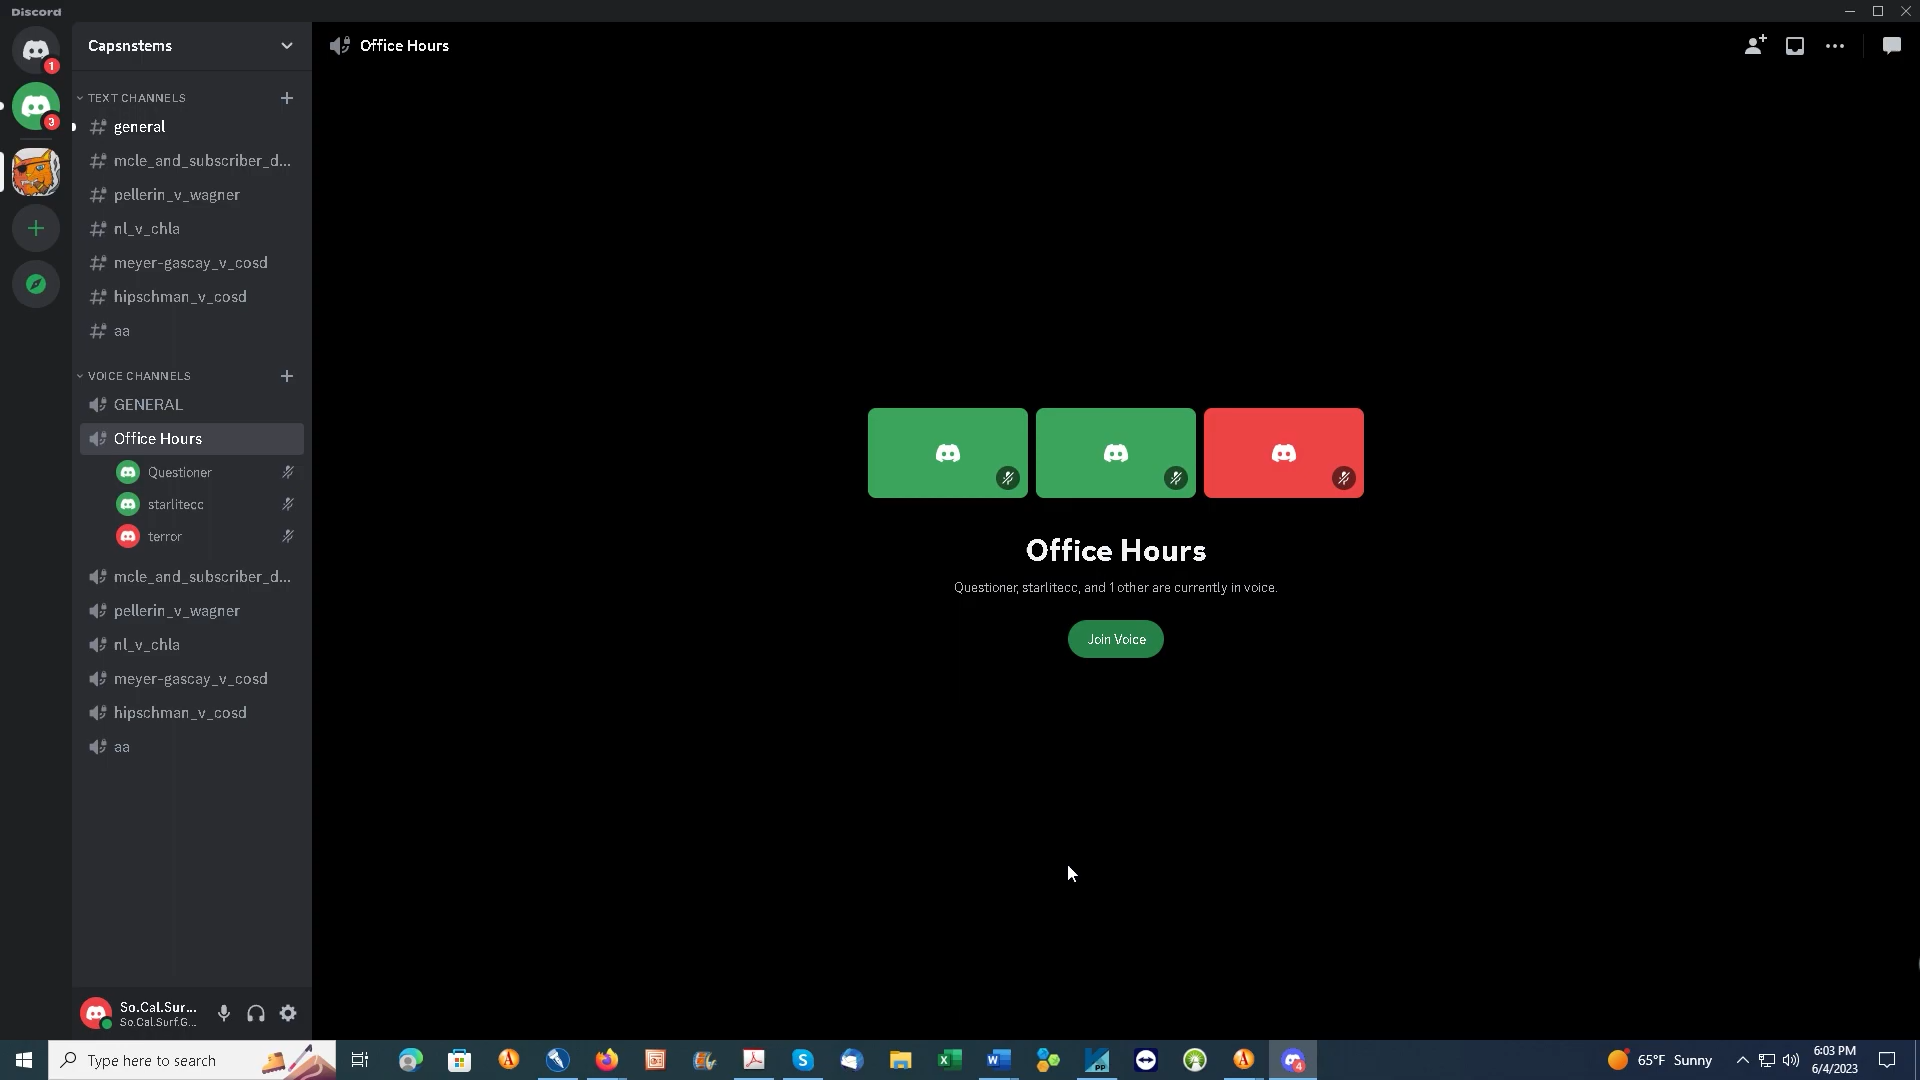 Discord
Capsnstems
Office Hours
1
3
TEXT CHANNELS
general
mcle_and_subscriber_d...
pellerin_v_wagner
nl_v_chla
meyer-gascay_v_cosd
hipschman_v_cosd
aa
VOICE CHANNELS
GENERAL
Office Hours
Questioner
starlitecc
terror
mcle_and_subscriber_d...
pellerin_v_wagner
nl_v_chla
meyer-gascay_v_cosd
hipschman_v_cosd
aa
Office Hours
Questioner, starlitecc, and 1 other are currently in voice.
Join Voice
So.Cal.Sur...
So.Cal.Surf.G...
Type here to search
4
65°F Sunny
6:03 PM
6/4/2023